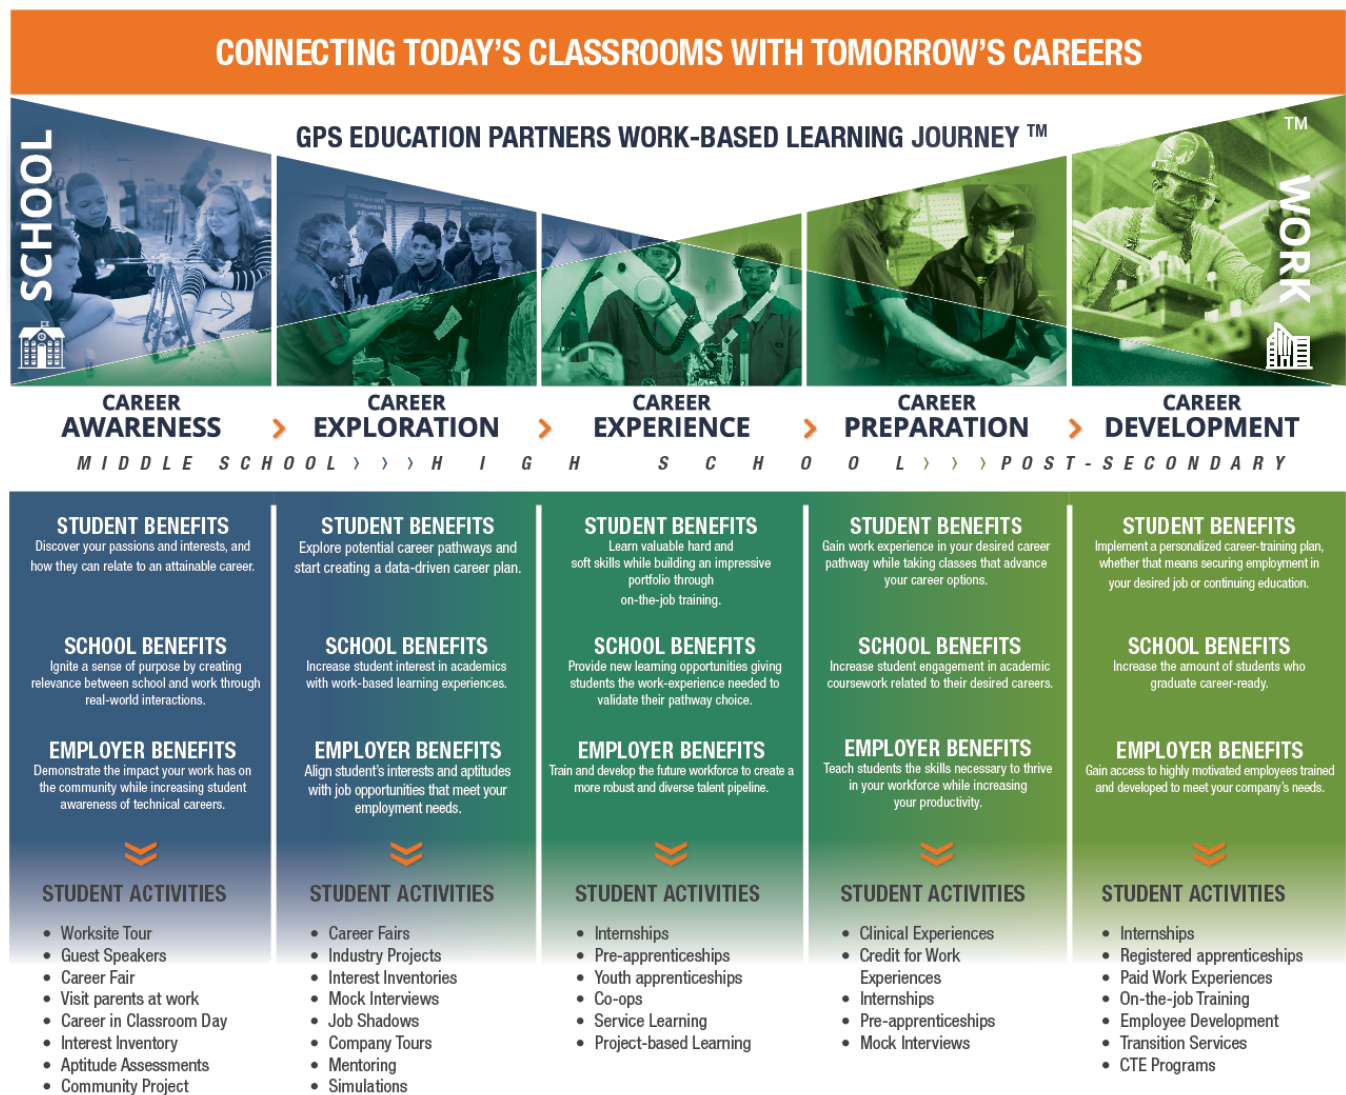 CONNECTING TODAY'S CLASSROOMS WITH TOMORROW'S CAREERS
GPS EDUCATION PARTNERS WORK-BASED LEARNING JOURNEY ™
SCHOOL
TM
WORK
CAREER
AWARENESS
CAREER
EXPLORATION
CAREER
EXPERIENCE
CAREER
PREPARATION
CAREER
DEVELOPMENT
MIDDLE SCHOOL > > > HIGH SCHOOL > > > POST-SECONDARY
STUDENT BENEFITS
Discover your passions and interests, and
how they can relate to an attainable career.
SCHOOL BENEFITS
Ignite a sense of purpose by creating
relevance between school and work through
real-world interactions.
EMPLOYER BENEFITS
Demonstrate the impact your work has on
the community while increasing student
awareness of technical careers.
STUDENT ACTIVITIES
• Worksite Tour
• Guest Speakers
• Career Fair
• Visit parents at work
• Career in Classroom Day
• Interest Inventory
• Aptitude Assessments
• Community Project
STUDENT BENEFITS
Explore potential career pathways and
start creating a data-driven career plan.
SCHOOL BENEFITS
Increase student interest in academics
with work-based learning experiences.
EMPLOYER BENEFITS
Align student's interests and aptitudes
with job opportunities that meet your
employment needs.
STUDENT ACTIVITIES
• Career Fairs
• Industry Projects
• Interest Inventories
• Mock Interviews
• Job Shadows
• Company Tours
• Mentoring
• Simulations
STUDENT BENEFITS
Learn valuable hard and
soft skills while building an impressive
portfolio through
on-the-job training.
SCHOOL BENEFITS
Provide new learning opportunities giving
students the work-experience needed to
validate their pathway choice.
EMPLOYER BENEFITS
Train and develop the future workforce to create a
more robust and diverse talent pipeline.
STUDENT ACTIVITIES
• Internships
• Pre-apprenticeships
• Youth apprenticeships
• Co-ops
• Service Learning
• Project-based Learning
STUDENT BENEFITS
Gain work experience in your desired career
pathway while taking classes that advance
your career options.
SCHOOL BENEFITS
Increase student engagement in academic
coursework related to their desired careers.
EMPLOYER BENEFITS
Teach students the skills necessary to thrive
in your workforce while increasing
your productivity.
STUDENT ACTIVITIES
• Clinical Experiences
• Credit for Work
Experiences
• Internships
• Pre-apprenticeships
• Mock Interviews
STUDENT BENEFITS
Implement a personalized career-training plan,
whether that means securing employment in
your desired job or continuing education.
SCHOOL BENEFITS
Increase the amount of students who
graduate career-ready.
EMPLOYER BENEFITS
Gain access to highly motivated employees trained
and developed to meet your company's needs.
STUDENT ACTIVITIES
• Internships
• Registered apprenticeships
• Paid Work Experiences
• On-the-job Training
• Employee Development
• Transition Services
• CTE Programs